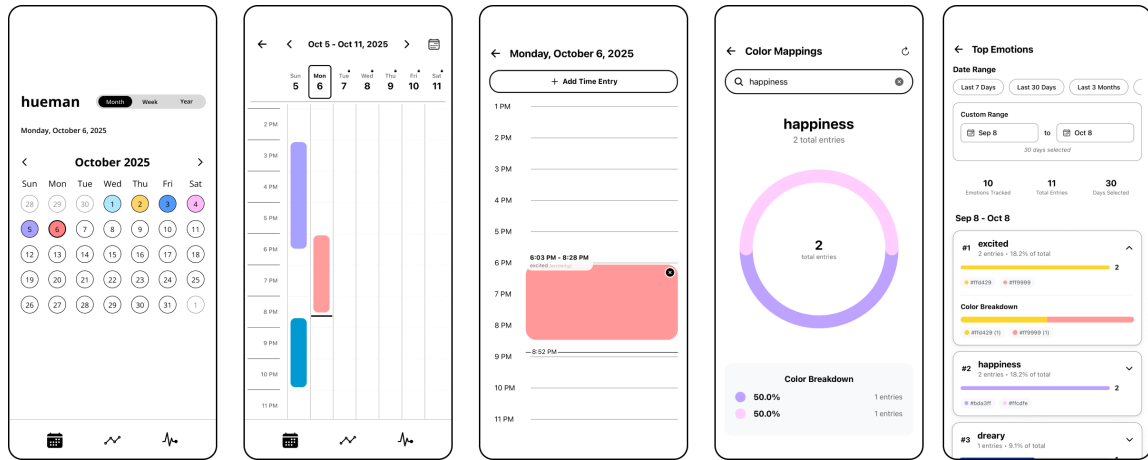 hueman
Month Week Year
Monday, October 6, 2025
October 2025
Sun Mon Tue Wed Thu Fri Sat
28 29 30 1 2 3 4
5 6 7 8 9 10 11
12 13 14 15 16 17 18
19 20 21 22 23 24 25
26 27 28 29 30 31 1
Oct 5 - Oct 11, 2025
Sun Mon Tue Wed Thu Fri Sat
5 6 7 8 9 10 11
2 PM
3 PM
4 PM
5 PM
6 PM
7 PM
8 PM
9 PM
10 PM
11 PM
Monday, October 6, 2025
+ Add Time Entry
1 PM
2 PM
3 PM
4 PM
5 PM
6 PM
6:03 PM - 8:28 PM
excited
7 PM
8 PM
8:52 PM
9 PM
10 PM
11 PM
Color Mappings
happiness
happiness
2 total entries
2
total entries
Color Breakdown
50.0% 1 entries
50.0% 1 entries
Top Emotions
Date Range
Last 7 Days Last 30 Days Last 3 Months
Custom Range
Sep 8 to Oct 8
30 days selected
10 11 30
Emotions Tracked Total Entries Days Selected
Sep 8 - Oct 8
#1 excited
2 entries • 18.2% of total
2
#ffd429 #ff9999
Color Breakdown
#ffd429 (1) #ff9999 (1)
#2 happiness
2 entries • 18.2% of total
2
#bda3ff #ffcdfe
#3 dreary
1 entries • 9.1% of total